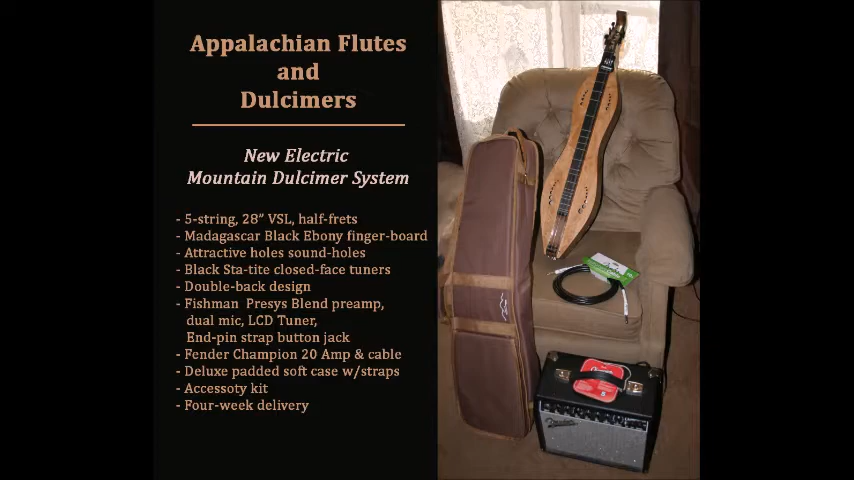 Appalachian Flutes
and
Dulcimers
New Electric
Mountain Dulcimer System
- 5-string, 28” VSL, half-frets
- Madagascar Black Ebony finger-board
- Attractive holes sound-holes
- Black Sta-tite closed-face tuners
- Double-back design
- Fishman Presys Blend preamp,
dual mic, LCD Tuner,
End-pin strap button jack
- Fender Champion 20 Amp & cable
- Deluxe padded soft case w/straps
- Accessoty kit
- Four-week delivery
Fender